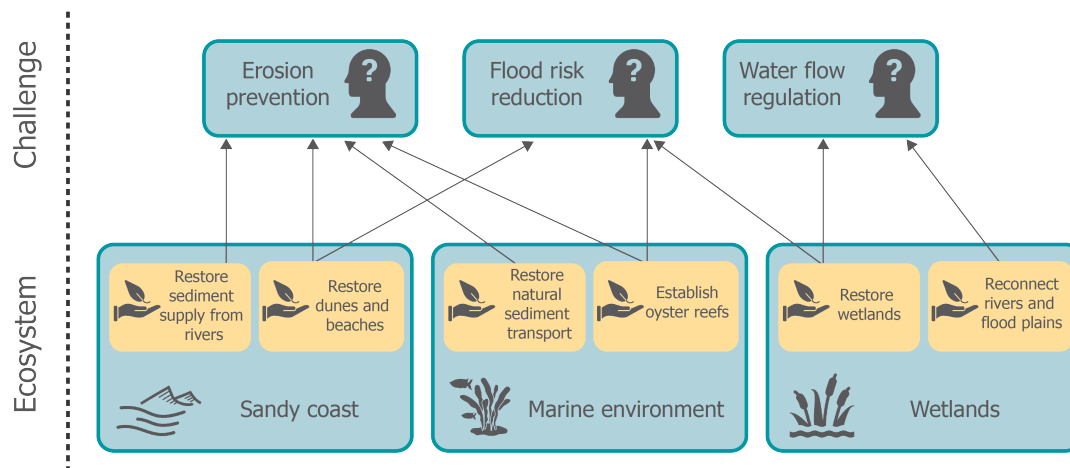 Challenge
Erosion
prevention
?
Flood risk
reduction
?
Water flow
regulation
?
Ecosystem
Restore
sediment
supply from
rivers
Restore
dunes and
beaches
Sandy coast
Restore
natural
sediment
transport
Establish
oyster reefs
Marine environment
Restore
wetlands
Reconnect
rivers and
flood plains
Wetlands